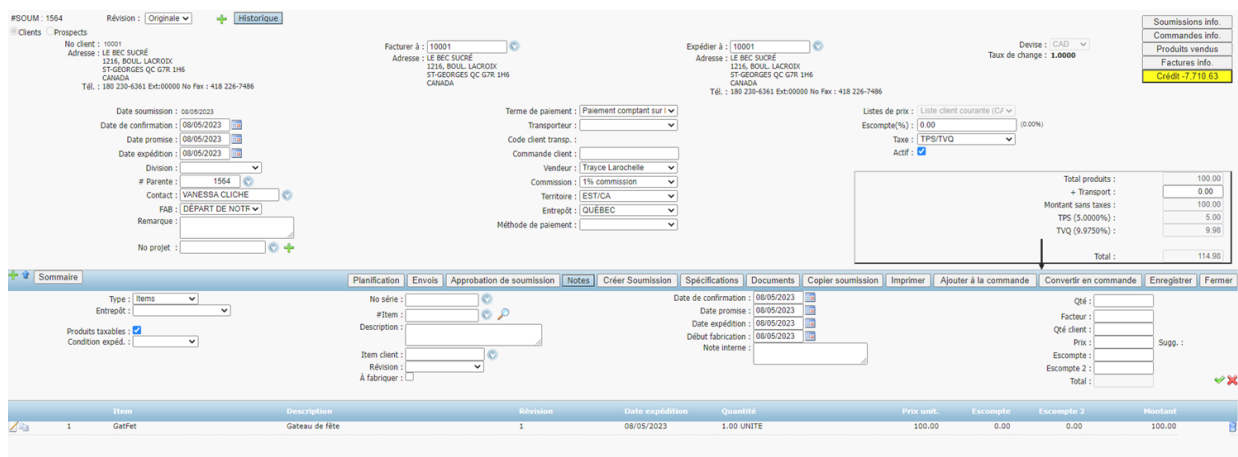 #SOUM : 1564 Révision : Originale Historique
Clients Prospects
No client : 10001
Adresse : LE BEC SUCRÉ
1216, BOUL. LACROIX
ST-GEORGES QC G7R 1H6
CANADA
Tél. : 180 230-6361 Ext:00000 No Fax : 418 226-7486
Facturer à : 10001
Adresse : LE BEC SUCRÉ
1216, BOUL. LACROIX
ST-GEORGES QC G7R 1H6
CANADA
Expédier à : 10001
Adresse : LE BEC SUCRÉ
1216, BOUL. LACROIX
ST-GEORGES QC G7R 1H6
CANADA
Tél. : 180 230-6361 Ext:00000 No Fax : 418 226-7486
Devise : CAD
Taux de change : 1.0000
Soumissions info.
Commandes info.
Produits vendus
Factures info.
Crédit -7,710.63
Date soumission : 08/05/2023
Date de confirmation : 08/05/2023
Date promise : 08/05/2023
Date expédition : 08/05/2023
Division :
# Parente : 1564
Contact : VANESSA CLICHE
FAB : DÉPART DE NOTR
Remarque :
No projet :
Terme de paiement : Paiement comptant sur l
Transporteur :
Code client transp. :
Commande client :
Vendeur : Trayce Larochelle
Commission : 1% commission
Territoire : EST/CA
Entrepôt : QUÉBEC
Méthode de paiement :
Listes de prix : Liste client courante (CA
Escompte(%) : 0.00 (0.00%)
Taxe : TPS/TVQ
Actif :
Total produits : 100.00
+ Transport : 0.00
Montant sans taxes : 100.00
TPS (5.0000%) : 5.00
TVQ (9.9750%) : 9.98
Total : 114.98
Sommaire Planification Envois Approbation de soumission Notes Créer Soumission Spécifications Documents Copier soumission Imprimer Ajouter à la commande Convertir en commande Enregistrer Fermer
Type : Items
Entrepôt :
Produits taxables :
Condition expéd. :
No série :
#Item :
Description :
Item client :
Révision :
À fabriquer :
Date de confirmation : 08/05/2023
Date promise : 08/05/2023
Date expédition : 08/05/2023
Début fabrication : 08/05/2023
Note interne :
Qté :
Facteur :
Qté client :
Prix : Sugg. :
Escompte :
Escompte 2 :
Total :
Item Description Révision Date expédition Quantité Prix unit. Escompte Escompte 2 Montant
1 GatFet Gateau de fête 1 08/05/2023 1.00 UNITE 100.00 0.00 0.00 100.00